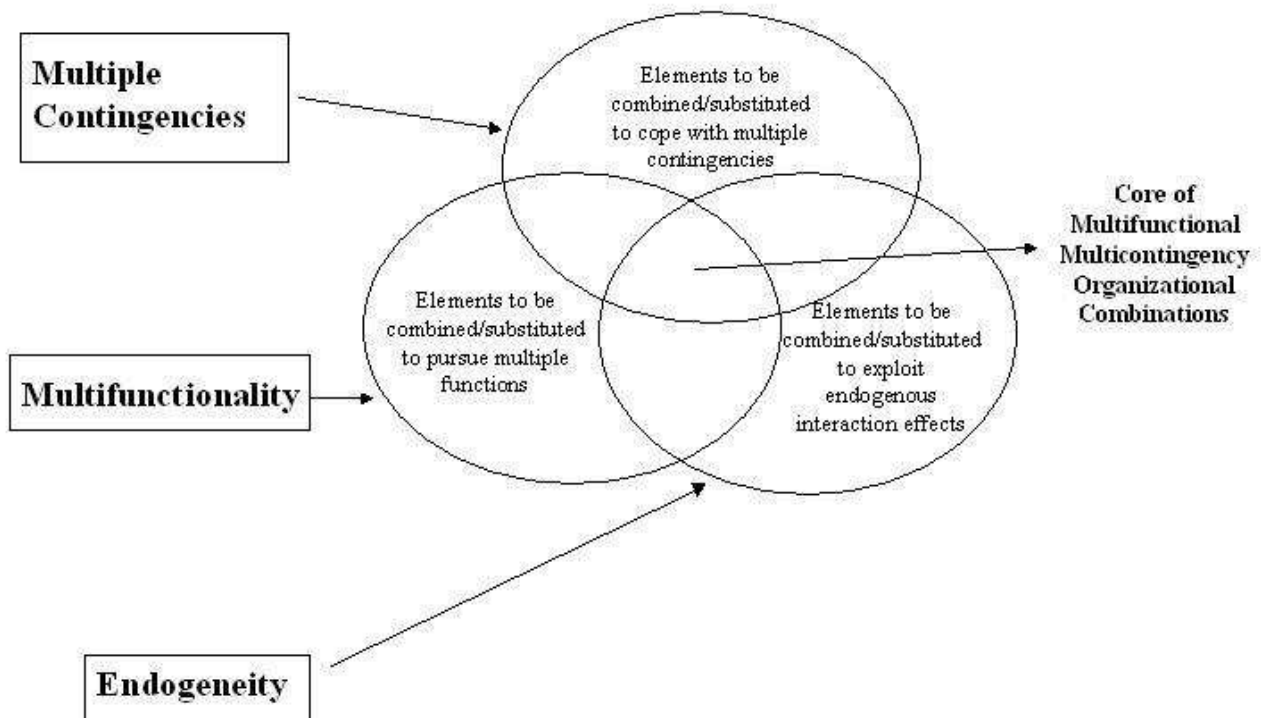 Multiple
Contingencies
Elements to be
combined/substituted
to cope with multiple
contingencies
Core of
Multifunctional
Multicontingency
Organizational
Combinations
Elements to be
combined/substituted
to pursue multiple
functions
Elements to be
combined/substituted
to exploit
endogenous
interaction effects
Multifunctionality
Endogeneity